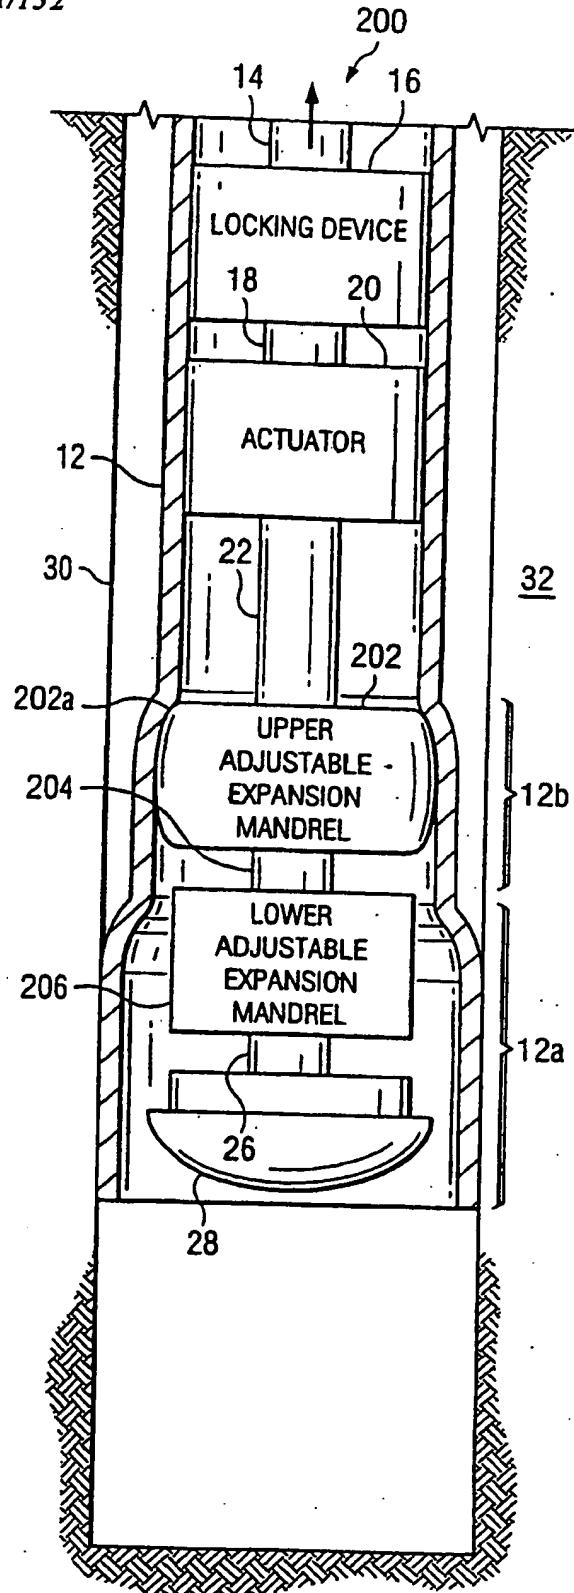 200
14
16
LOCKING DEVICE
18
20
ACTUATOR
12
30
22
32
202
202a
UPPER
ADJUSTABLE
EXPANSION
MANDREL
12b
204
LOWER
ADJUSTABLE
EXPANSION
MANDREL
206
12a
26
28